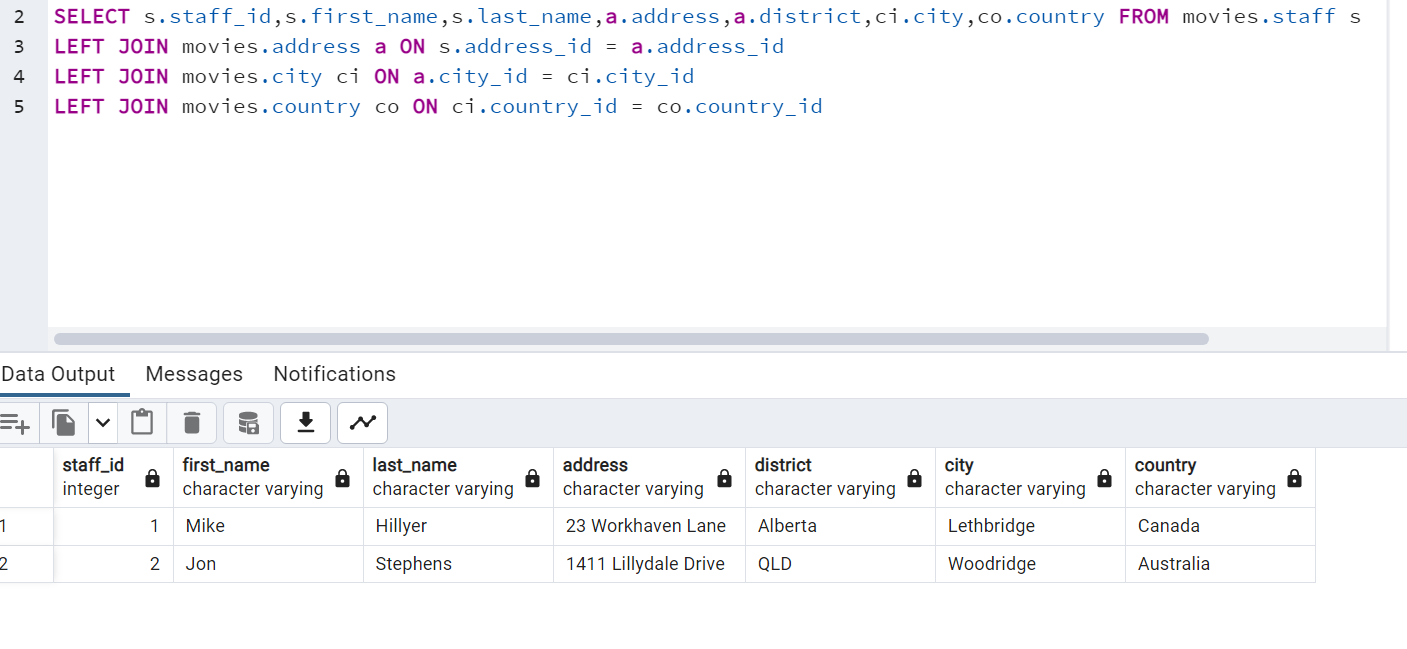 2 SELECT s.staff_id,s.first_name,s.last_name,a.address,a.district,ci.city,co.country FROM movies.staff s
3 LEFT JOIN movies.address a ON s.address_id = a.address_id
4 LEFT JOIN movies.city ci ON a.city_id = ci.city_id
5 LEFT JOIN movies.country co ON ci.country_id = co.country_id
Data Output Messages Notifications
staff_id first_name last_name address district city country
integer character varying character varying character varying character varying character varying character varying
1 1 Mike Hillyer 23 Workhaven Lane Alberta Lethbridge Canada
2 2 Jon Stephens 1411 Lillydale Drive QLD Woodridge Australia